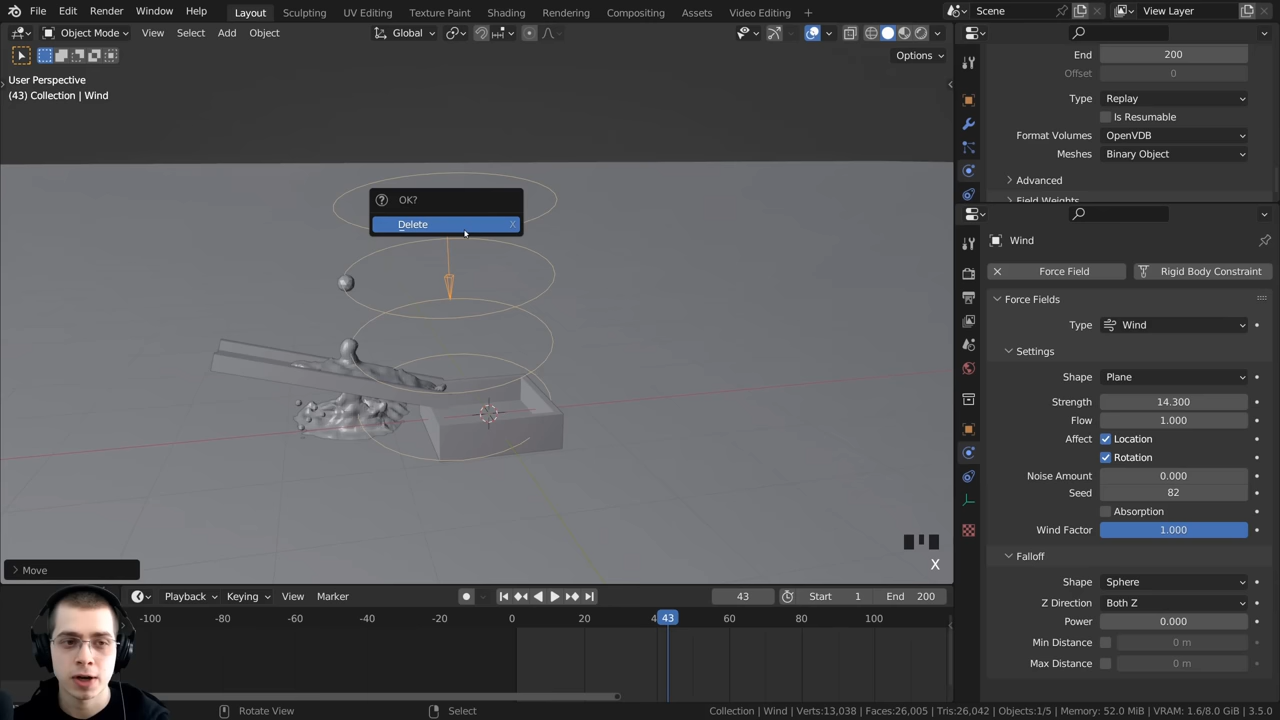 File Edit Render Window Help Layout Sculpting UV Editing Texture Paint Shading Rendering Compositing Assets Video Editing + Scene View Layer
Object Mode View Select Add Object Global
Options
User Perspective
(43) Collection | Wind
OK?
Delete X
X
Move
Playback Keying View Marker 43 Start 1 End 200
-100 -80 -60 -40 -20 0 20 4 43 60 80 100
End 200
Offset 0
Type Replay
Is Resumable
Format Volumes OpenVDB
Meshes Binary Object
Advanced
Field Weights
Wind
Force Field Rigid Body Constraint
Force Fields
Type Wind
Settings
Shape Plane
Strength 14.300
Flow 1.000
Affect Location
Rotation
Noise Amount 0.000
Seed 82
Absorption
Wind Factor 1.000
Falloff
Shape Sphere
Z Direction Both Z
Power 0.000
Min Distance 0 m
Max Distance 0 m
Rotate View Select Collection | Wind | Verts:13,038 | Faces:26,005 | Tris:26,042 | Objects:1/5 | Memory: 52.0 MiB | VRAM: 1.6/8.0 GiB | 3.5.0